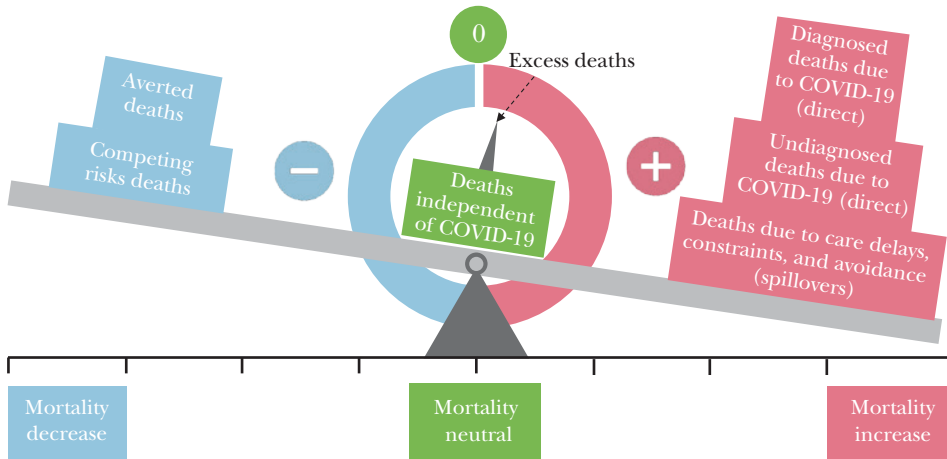 0
Excess deaths
Averted
deaths
Competing
risks deaths
−
Deaths
independent
of COVID-19
+
Diagnosed
deaths due
to COVID-19
(direct)
Undiagnosed
deaths due to
COVID-19 (direct)
Deaths due to care delays,
constraints, and avoidance
(spillovers)
Mortality
decrease
Mortality
neutral
Mortality
increase